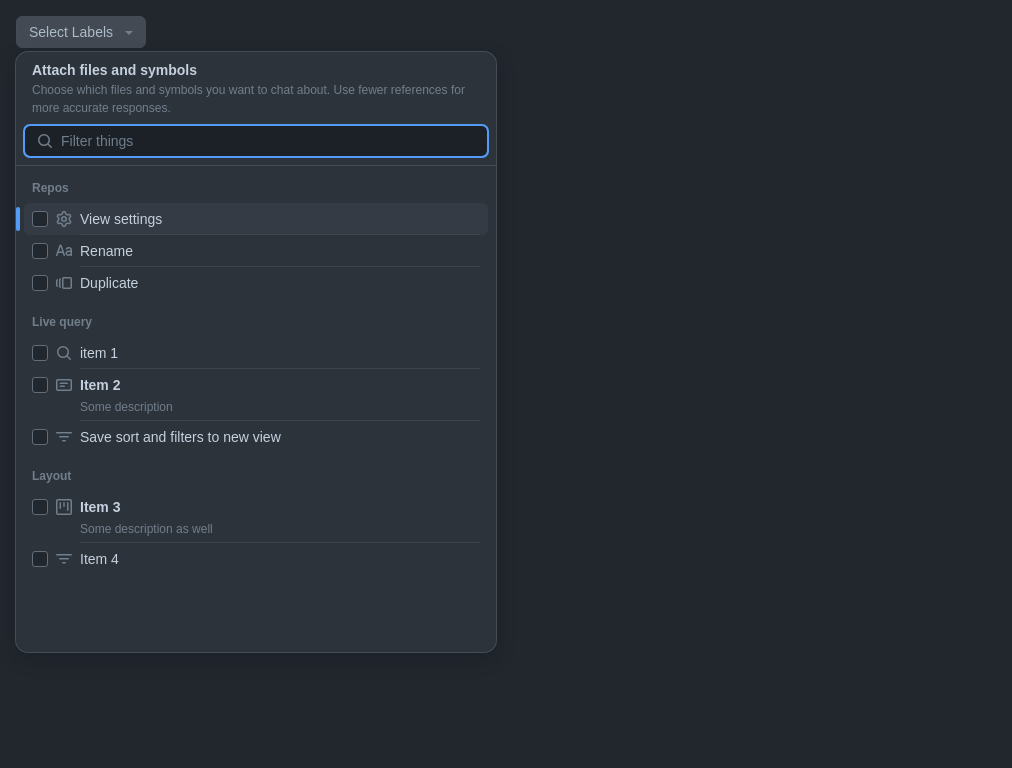 Select Labels
Attach files and symbols
Choose which files and symbols you want to chat about. Use fewer references for
more accurate responses.
Filter things
Repos
View settings
Rename
Duplicate
Live query
item 1
Item 2
Some description
Save sort and filters to new view
Layout
Item 3
Some description as well
Item 4